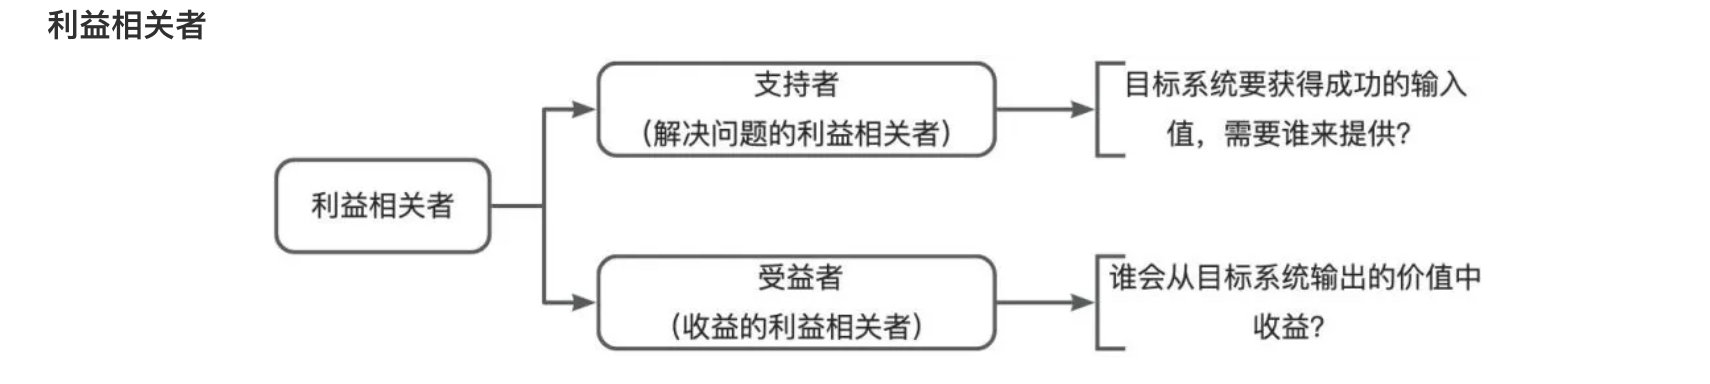 利益相关者
支持者
（解决问题的利益相关者）
目标系统要获得成功的输入
值，需要谁来提供？
利益相关者
受益者
（收益的利益相关者）
谁会从目标系统输出的价值中
收益？